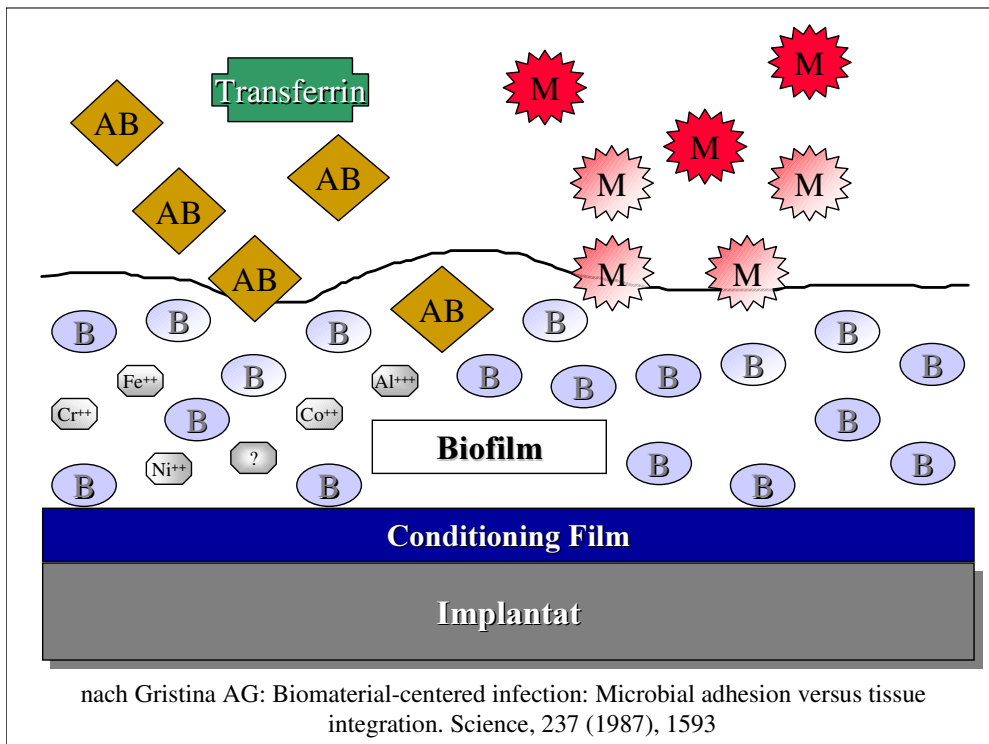 Transferrin
M
M
AB
M
AB
M
M
AB
AB
M
M
AB
B
B
B
B
B
Fe++
B
Al+++
B
B
B
B
B
Cr++
B
Co++
B
Biofilm
Ni++
?
B
B
B
B
B
Conditioning Film
Implantat
nach Gristina AG: Biomaterial-centered infection: Microbial adhesion versus tissue
integration. Science, 237 (1987), 1593